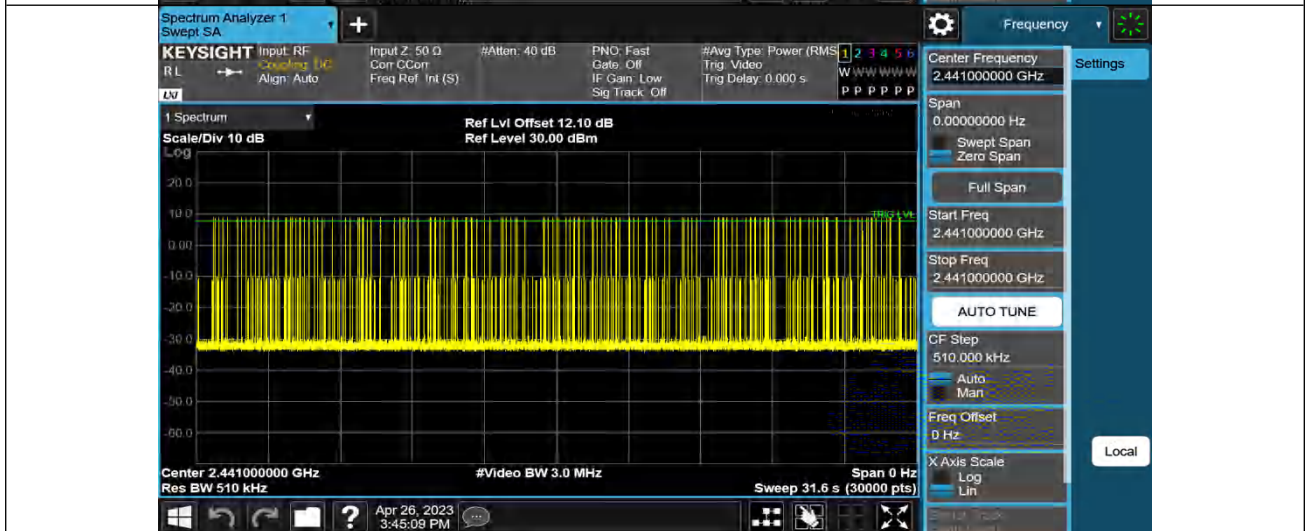 Spectrum Analyzer 1
Swept SA
+
Frequency
KEYSIGHT
RL
LXI
Input: RF
Coupling: DC
Align: Auto
Input Z: 50 Ω
Corr CCorr
Freq Ref: Int (S)
#Atten: 40 dB
PNO: Fast
Gate: Off
IF Gain: Low
Sig Track: Off
#Avg Type: Power (RMS
Trig: Video
Trig Delay: 0.000 s
1 2 3 4 5 6
W W W W W W
P P P P P P
Center Frequency
2.441000000 GHz
Settings
Span
0.00000000 Hz
Swept Span
Zero Span
Full Span
Start Freq
2.441000000 GHz
Stop Freq
2.441000000 GHz
AUTO TUNE
CF Step
510.000 kHz
Auto
Man
Freq Offset
0 Hz
X Axis Scale
Log
Lin
Local
1 Spectrum
Scale/Div 10 dB
Ref Lvl Offset 12.10 dB
Ref Level 30.00 dBm
Log
20.0
10.0
TRIG LVL
0.00
-10.0
-20.0
-30.0
-40.0
-50.0
-60.0
Center 2.441000000 GHz
#Video BW 3.0 MHz
Span 0 Hz
Res BW 510 kHz
Sweep 31.6 s (30000 pts)
?
Apr 26, 2023
3:45:09 PM